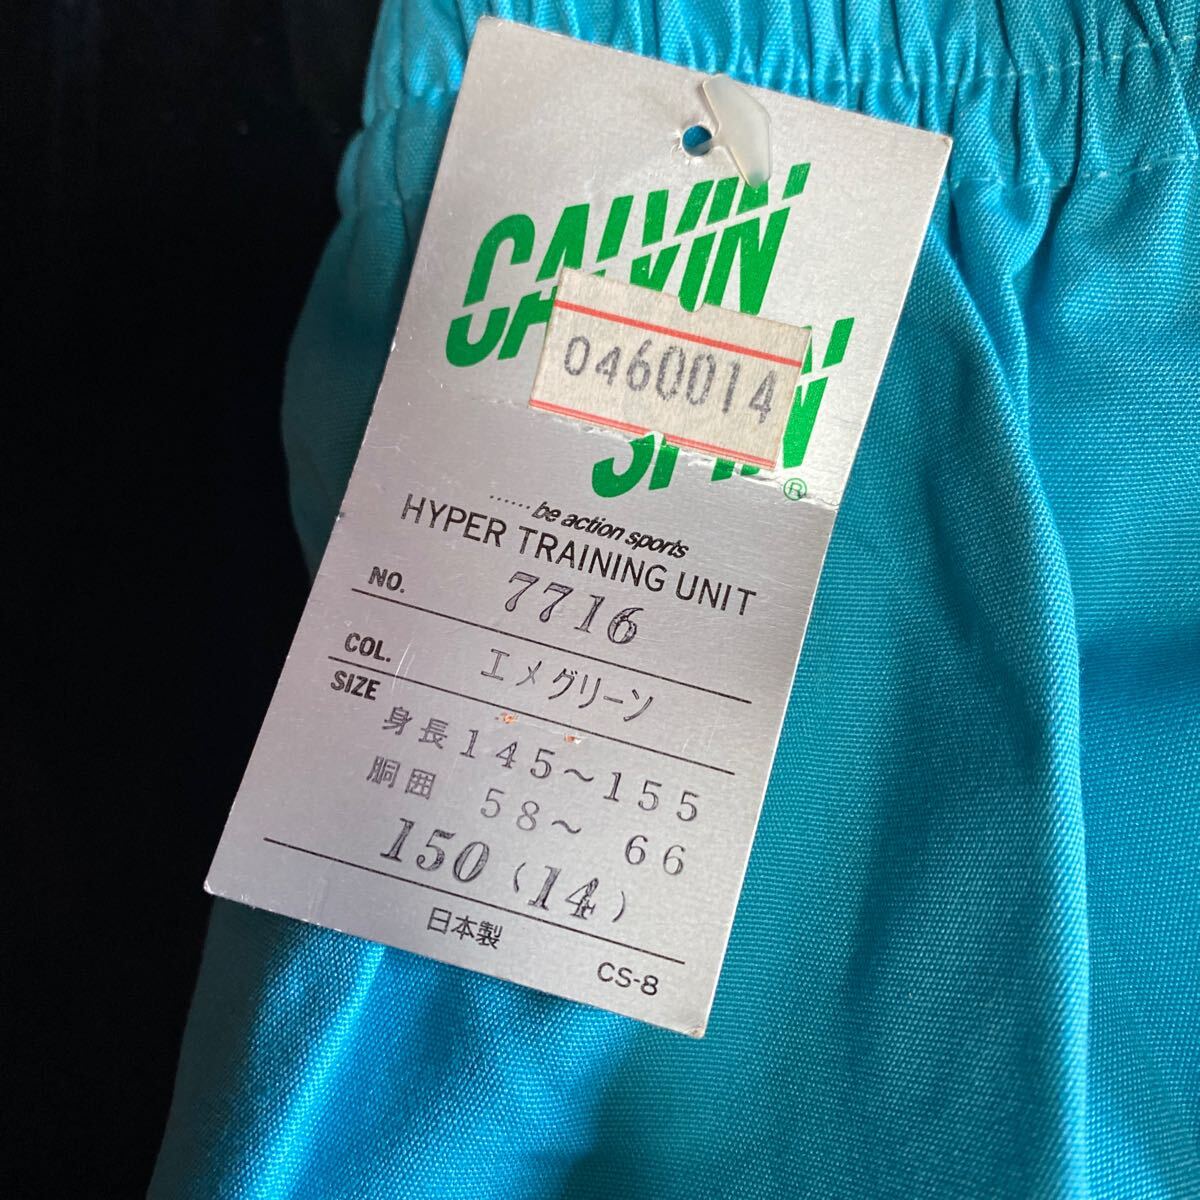 CALVIN
0460014
SPIN®
......be action sports
HYPER TRAINING UNIT
NO. 7716
COL. エメグリーン
SIZE
身長145~155
胴囲 58~ 66
150(14)
日本製
CS-8